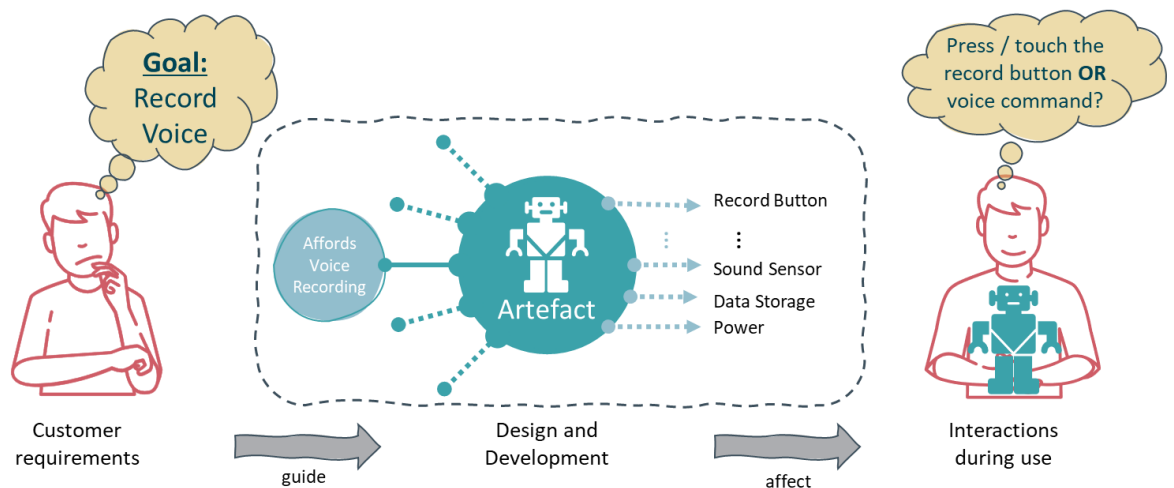 Goal:
Record
Voice
Press / touch the
record button OR
voice command?
Affords
Voice
Recording
Artefact
Record Button
Sound Sensor
Data Storage
Power
Customer
requirements
guide
Design and
Development
affect
Interactions
during use